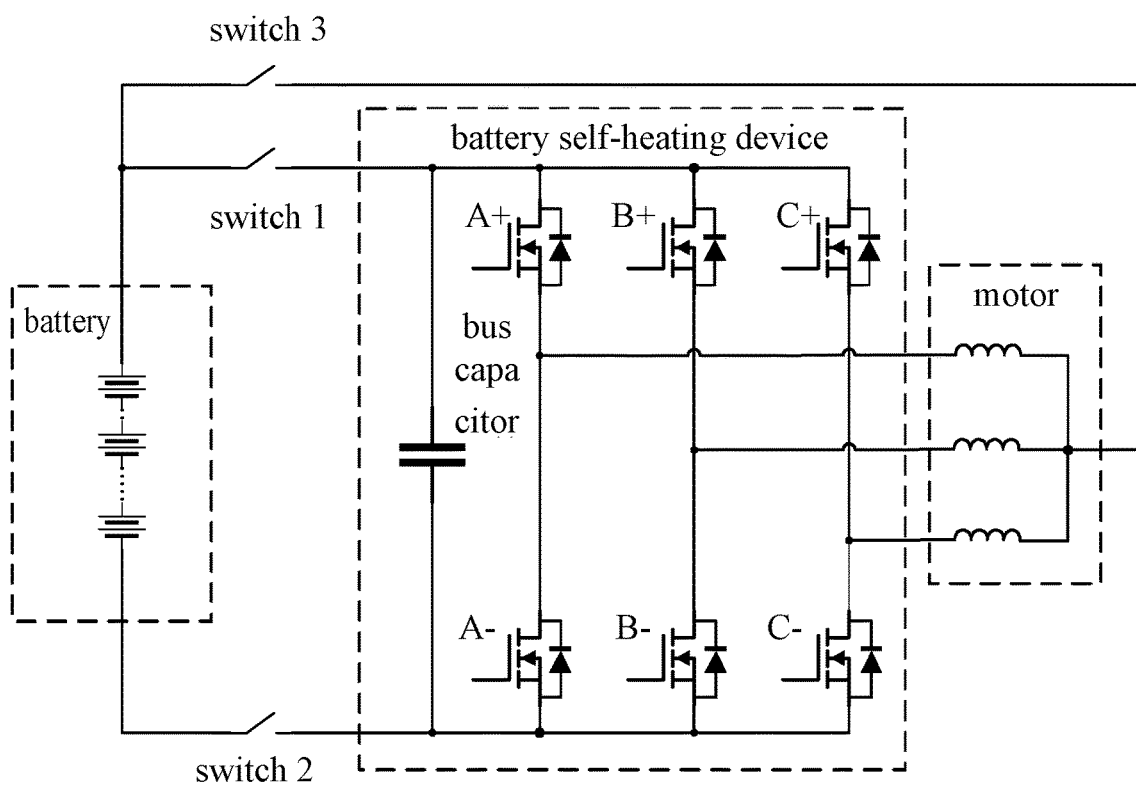 switch 3
battery self-heating device
switch 1
A+
B+
C+
battery
motor
bus
capa
citor
A-
B-
C-
switch 2